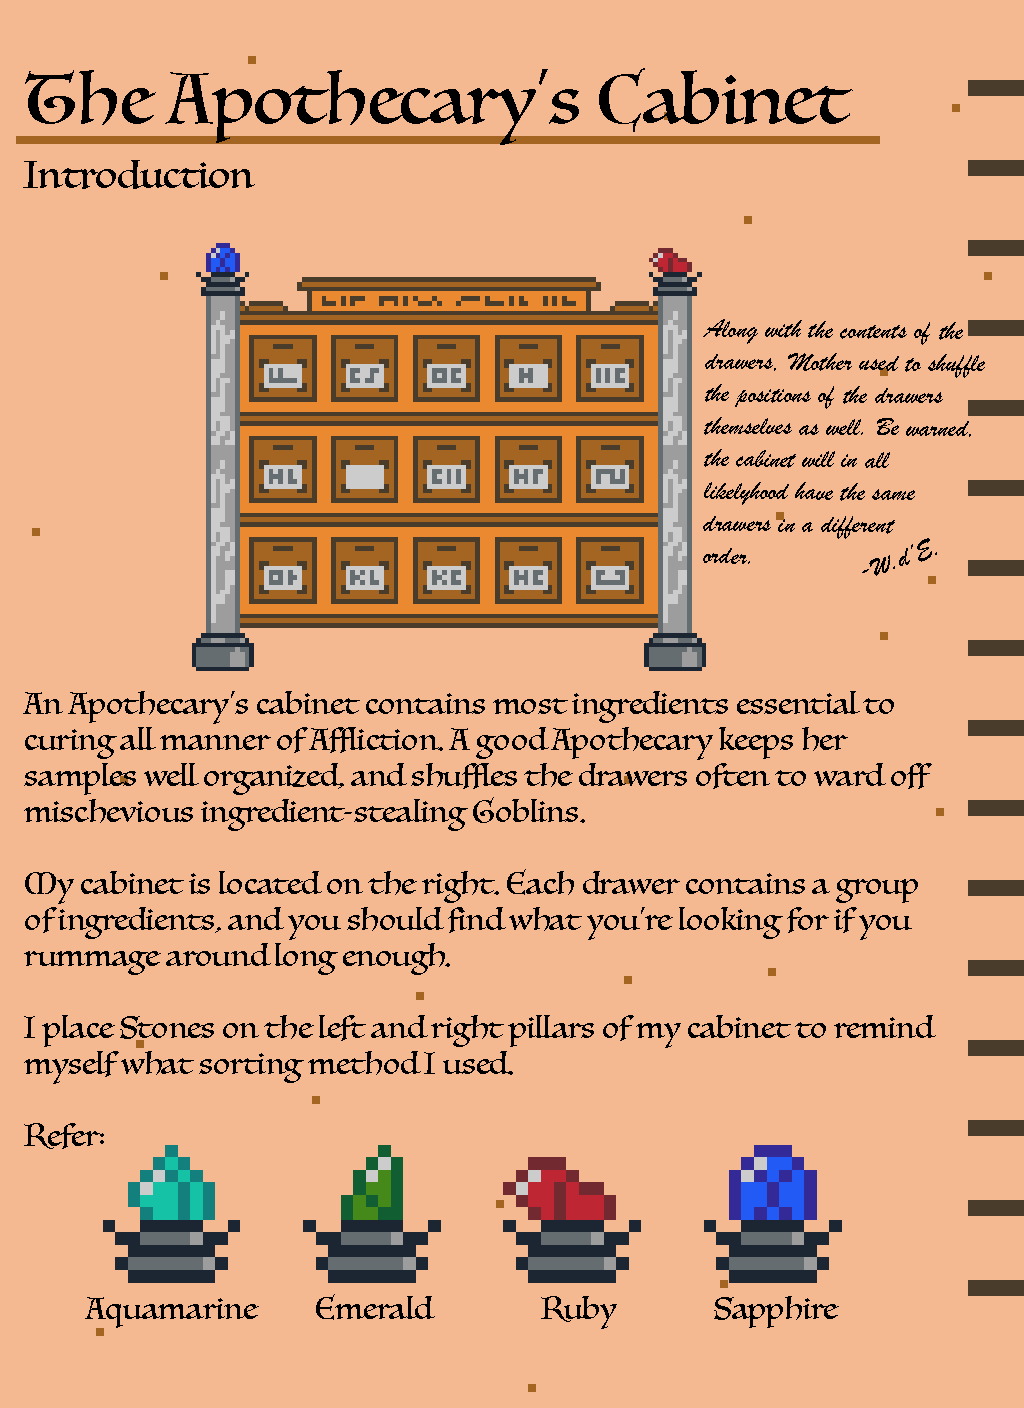 The Apothecary's Cabinet
Introduction
Along with the contents of the
drawers, Mother used to shuffle
the positions of the drawers
themselves as well. Be warned,
the cabinet will in all
likelyhood have the same
drawers in a different
order.
-W.d'E.
An Apothecary's cabinet contains most ingredients essential to
curing all manner of Affliction. A good Apothecary keeps her
samples well organized, and shuffles the drawers often to ward off
mischevious ingredient-stealing Goblins.
My cabinet is located on the right. Each drawer contains a group
of ingredients, and you should find what you're looking for if you
rummage around long enough.
I place Stones on the left and right pillars of my cabinet to remind
myself what sorting method I used.
Refer:
Aquamarine Emerald Ruby Sapphire